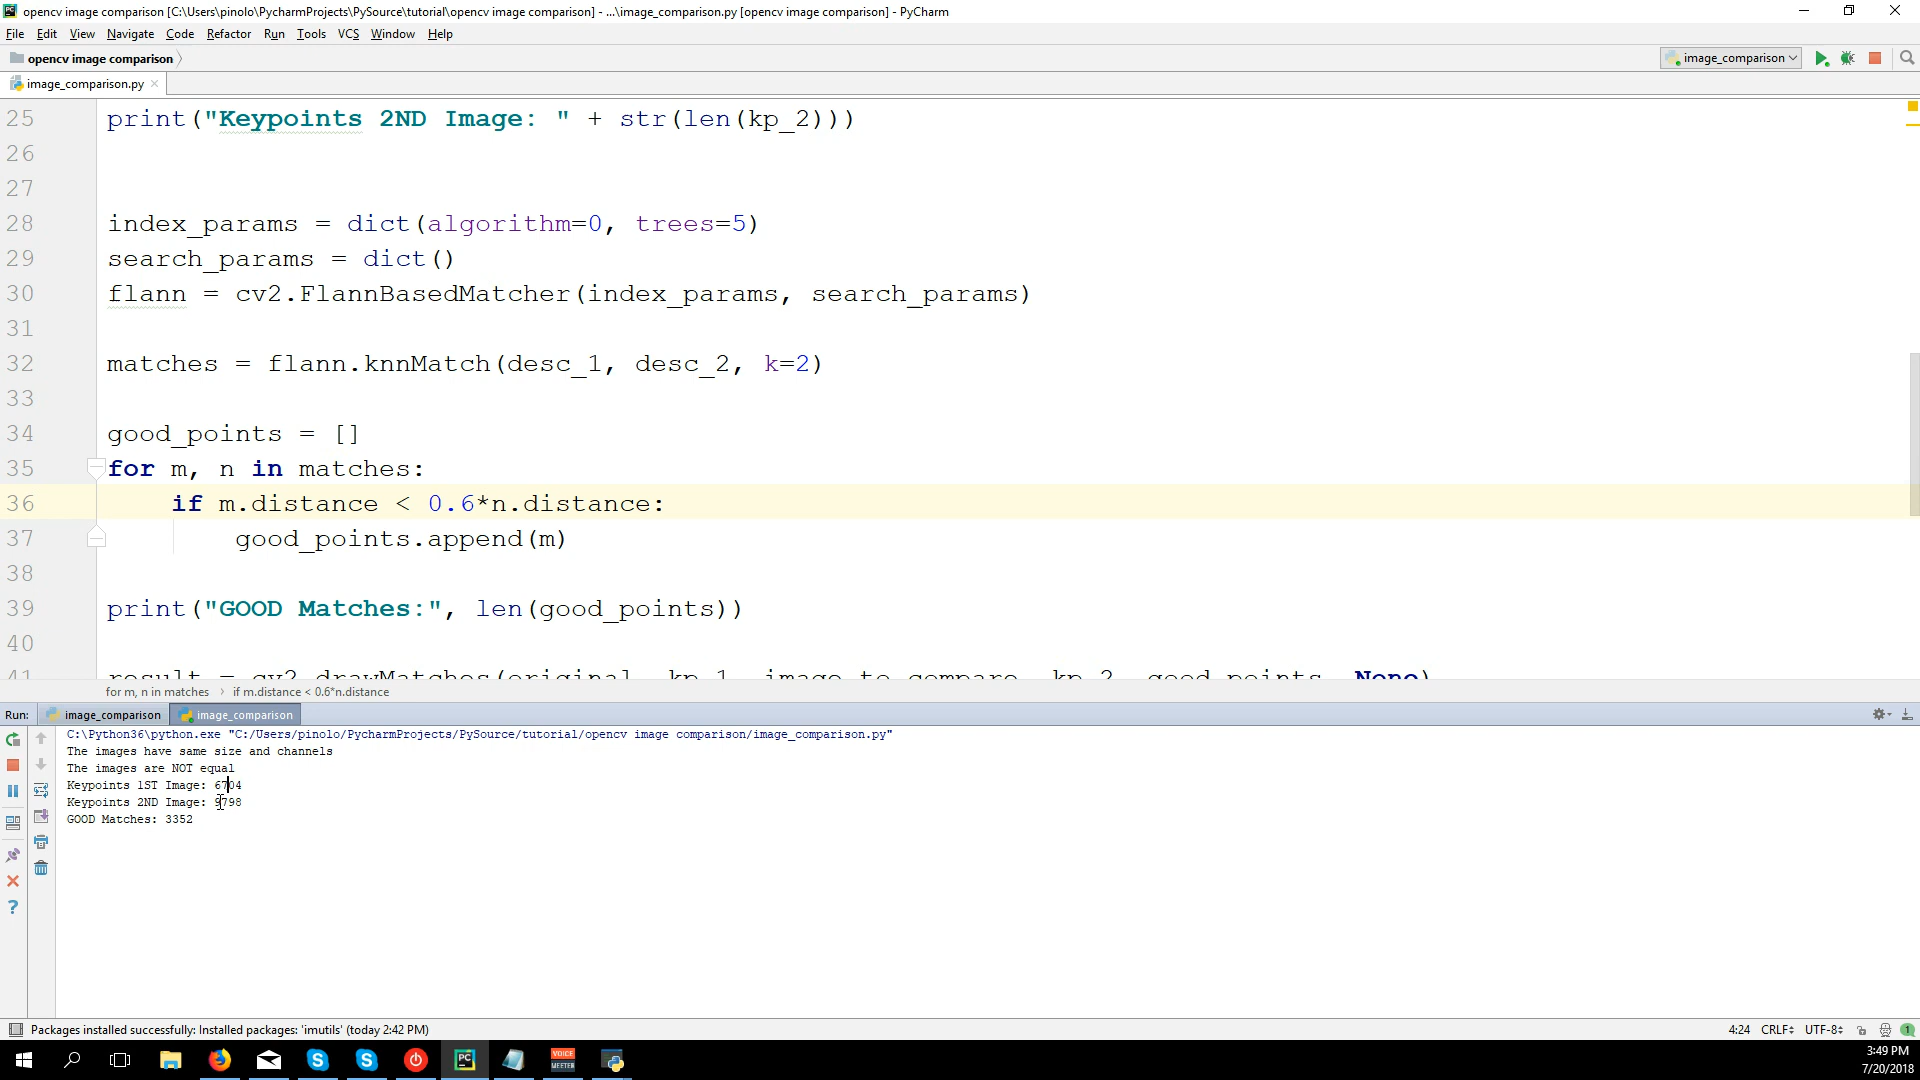 opencv image comparison [C:\Users\pinolo\PycharmProjects\PySource\tutorial\opencv image comparison] - ...\image_comparison.py [opencv image comparison] - PyCharm
File Edit View Navigate Code Refactor Run Tools VCS Window Help
opencv image comparison
image_comparison
image_comparison.py
25 print("Keypoints 2ND Image: " + str(len(kp_2)))
26
27
28 index_params = dict(algorithm=0, trees=5)
29 search_params = dict()
30 flann = cv2.FlannBasedMatcher(index_params, search_params)
31
32 matches = flann.knnMatch(desc_1, desc_2, k=2)
33
34 good_points = []
35 for m, n in matches:
36 if m.distance < 0.6*n.distance:
37 good_points.append(m)
38
39 print("GOOD Matches:", len(good_points))
40
41 result = cv2.drawMatches(original, kp_1, image_to_compare, kp_2, good_points, None)
for m, n in matches if m.distance < 0.6*n.distance
Run: image_comparison image_comparison
C:\Python36\python.exe "C:/Users/pinolo/PycharmProjects/PySource/tutorial/opencv image comparison/image_comparison.py"
The images have same size and channels
The images are NOT equal
Keypoints 1ST Image: 6704
Keypoints 2ND Image: 9798
GOOD Matches: 3352
Packages installed successfully: Installed packages: 'imutils' (today 2:42 PM)
4:24 CRLF UTF-8 1
PC
VOICE
MEETER
3:49 PM
7/20/2018